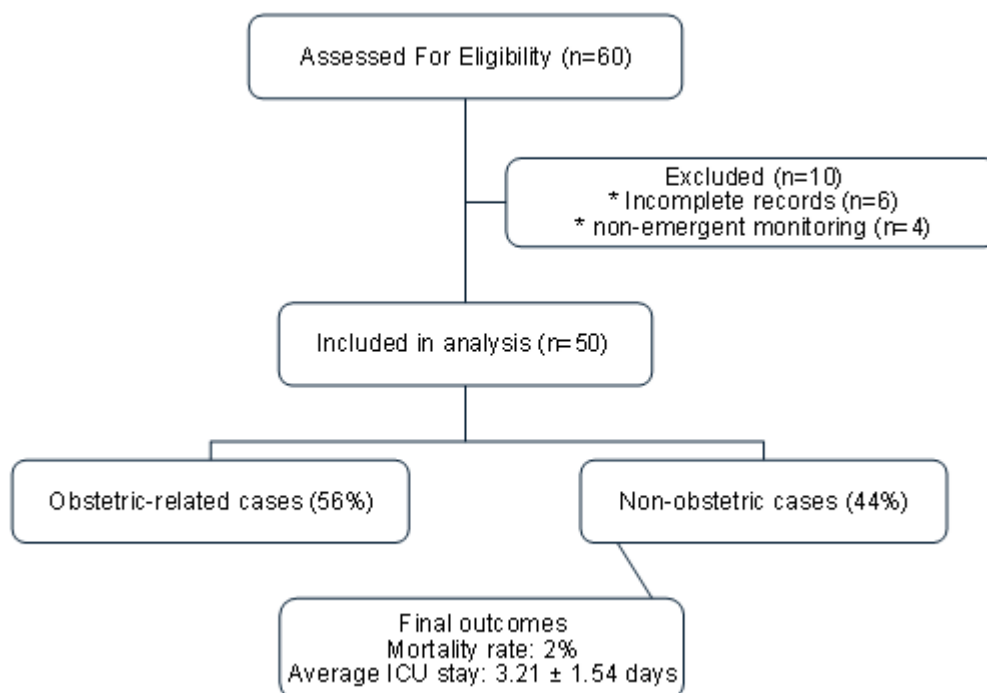 Assessed For Eligibility (n=60)
Excluded (n=10)
* Incomplete records (n=6)
* non-emergent monitoring (n=4)
Included in analysis (n=50)
Obstetric-related cases (56%)
Non-obstetric cases (44%)
Final outcomes
Mortality rate: 2%
Average ICU stay: 3.21 ± 1.54 days